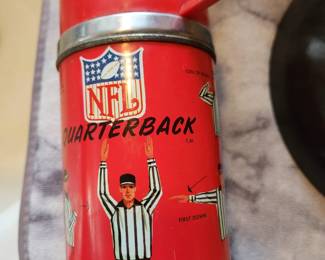 NFL
QUARTERBACK
T.M.
FIRST DOWN